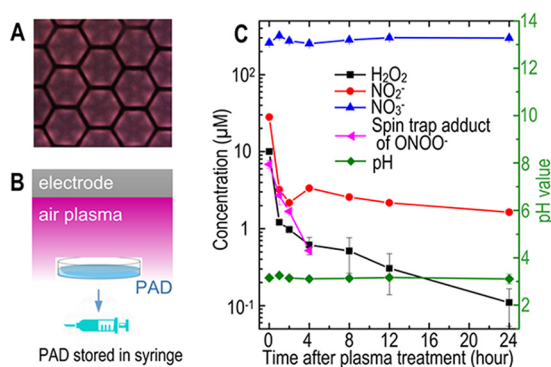 A
B
electrode
air plasma
PAD
PAD stored in syringe
C
Concentration (µM)
10²
10
1
10⁻¹
H₂O₂
NO₂⁻
NO₃⁻
Spin trap adduct
of ONOO⁻
pH
14
12
10
8
6
4
2
pH value
0 4 8 12 16 20 24
Time after plasma treatment (hour)